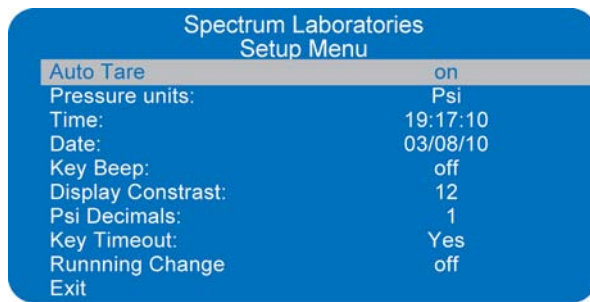 Spectrum Laboratories
Setup Menu
Auto Tare on
Pressure units: Psi
Time: 19:17:10
Date: 03/08/10
Key Beep: off
Display Constrast: 12
Psi Decimals: 1
Key Timeout: Yes
Runnning Change off
Exit